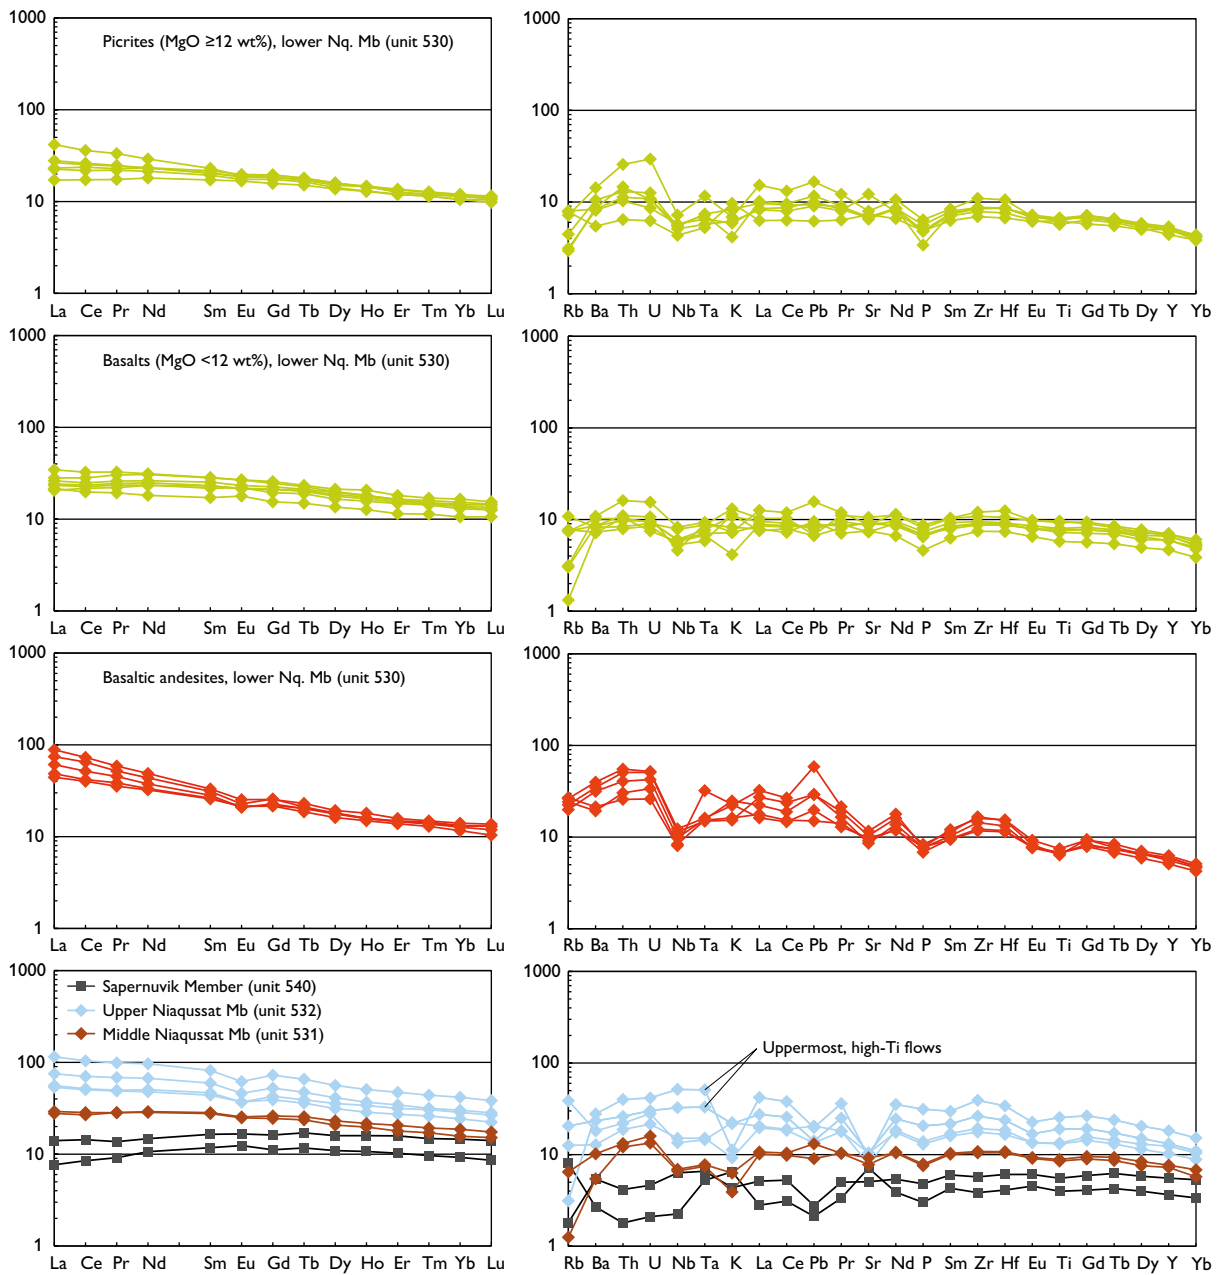 1000
100
10
1
Picrites (MgO ≥12 wt%), lower Nq. Mb (unit 530)
La Ce Pr Nd Sm Eu Gd Tb Dy Ho Er Tm Yb Lu
1000
100
10
1
Rb Ba Th U Nb Ta K La Ce Pb Pr Sr Nd P Sm Zr Hf Eu Ti Gd Tb Dy Y Yb
1000
100
10
1
Basalts (MgO <12 wt%), lower Nq. Mb (unit 530)
La Ce Pr Nd Sm Eu Gd Tb Dy Ho Er Tm Yb Lu
1000
100
10
1
Rb Ba Th U Nb Ta K La Ce Pb Pr Sr Nd P Sm Zr Hf Eu Ti Gd Tb Dy Y Yb
1000
100
10
1
Basaltic andesites, lower Nq. Mb (unit 530)
La Ce Pr Nd Sm Eu Gd Tb Dy Ho Er Tm Yb Lu
1000
100
10
1
Rb Ba Th U Nb Ta K La Ce Pb Pr Sr Nd P Sm Zr Hf Eu Ti Gd Tb Dy Y Yb
1000
100
10
1
Sapernuvik Member (unit 540)
Upper Niaqussat Mb (unit 532)
Middle Niaqussat Mb (unit 531)
La Ce Pr Nd Sm Eu Gd Tb Dy Ho Er Tm Yb Lu
1000
100
10
1
Uppermost, high-Ti flows
Rb Ba Th U Nb Ta K La Ce Pb Pr Sr Nd P Sm Zr Hf Eu Ti Gd Tb Dy Y Yb